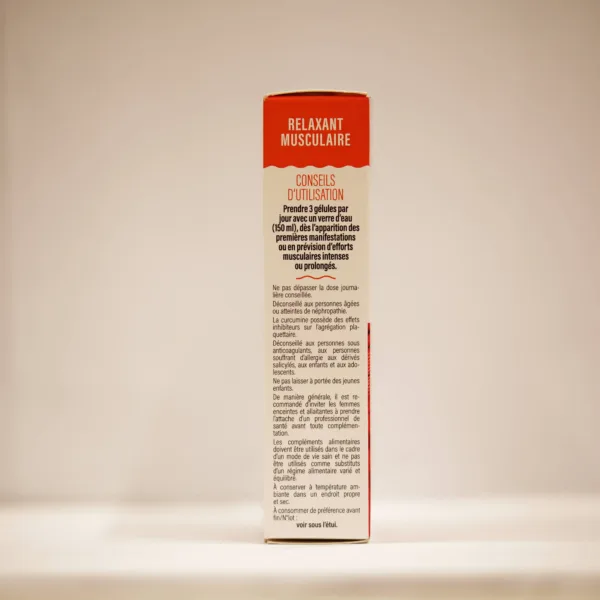 RELAXANT
MUSCULAIRE
CONSEILS
D'UTILISATION
Prendre 3 gélules par
jour avec un verre d'eau
(150 ml), dès l'apparition des
premières manifestations
ou en prévision d'efforts
musculaires intenses
ou prolongés.
Ne pas dépasser la dose journa-
lière conseillée.
Déconseillé aux personnes âgées
ou atteintes de néphropathie.
La curcumine possède des effets
inhibiteurs sur l'agrégation pla-
quettaire.
Déconseillé aux personnes sous
anticoagulants, aux personnes
souffrant d'allergie aux dérivés
salicylés, aux enfants et aux ado-
lescents.
Ne pas laisser à portée des jeunes
enfants.
De manière générale, il est re-
commandé d'inviter les femmes
enceintes et allaitantes à prendre
l'attache d'un professionnel de
santé avant toute complémen-
tation.
Les compléments alimentaires
doivent être utilisés dans le cadre
d'un mode de vie sain et ne pas
être utilisés comme substituts
d'un régime alimentaire varié et
équilibré.
À conserver à température am-
biante dans un endroit propre
et sec.
À consommer de préférence avant
fin/N°lot :
voir sous l'étui.